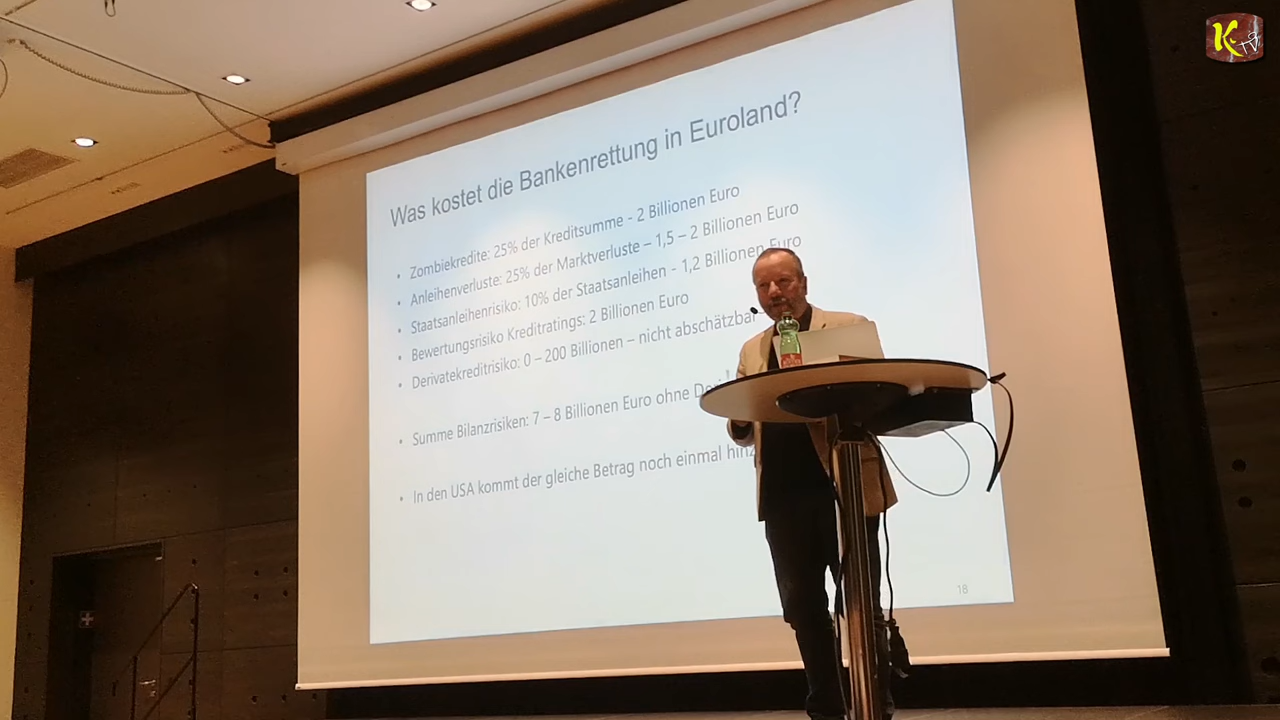 Was kostet die Bankenrettung in Euroland?
• Zombiekredite: 25% der Kreditsumme - 2 Billionen Euro
• Anleihenverluste: 25% der Marktverluste – 1,5 – 2 Billionen Euro
• Staatsanleihenrisiko: 10% der Staatsanleihen - 1,2 Billionen Euro
• Bewertungsrisiko Kreditratings: 2 Billionen Euro
• Derivatekreditrisiko: 0 – 200 Billionen – nicht abschätzbar
• Summe Bilanzrisiken: 7 – 8 Billionen Euro ohne
• In den USA kommt der gleiche Betrag noch einmal
18
K TV